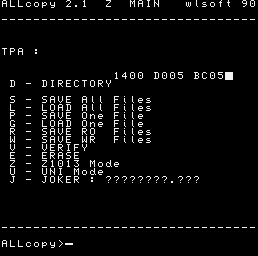 ALLcopy 2.1  Z  MAIN   wlsoft 90
--------------------------------
TPA :
1400 D005 BC05
D - DIRECTORY
S - SAVE All Files
L - LOAD All Files
P - SAVE One File
G - LOAD One File
R - SAVE RO  Files
W - SAVE WR  Files
V - VERIFY
E - ERASE
Z - Z1013 Mode
U - UNI Mode
J - JOKER : ????????.???
--------------------------------
ALLcopy>